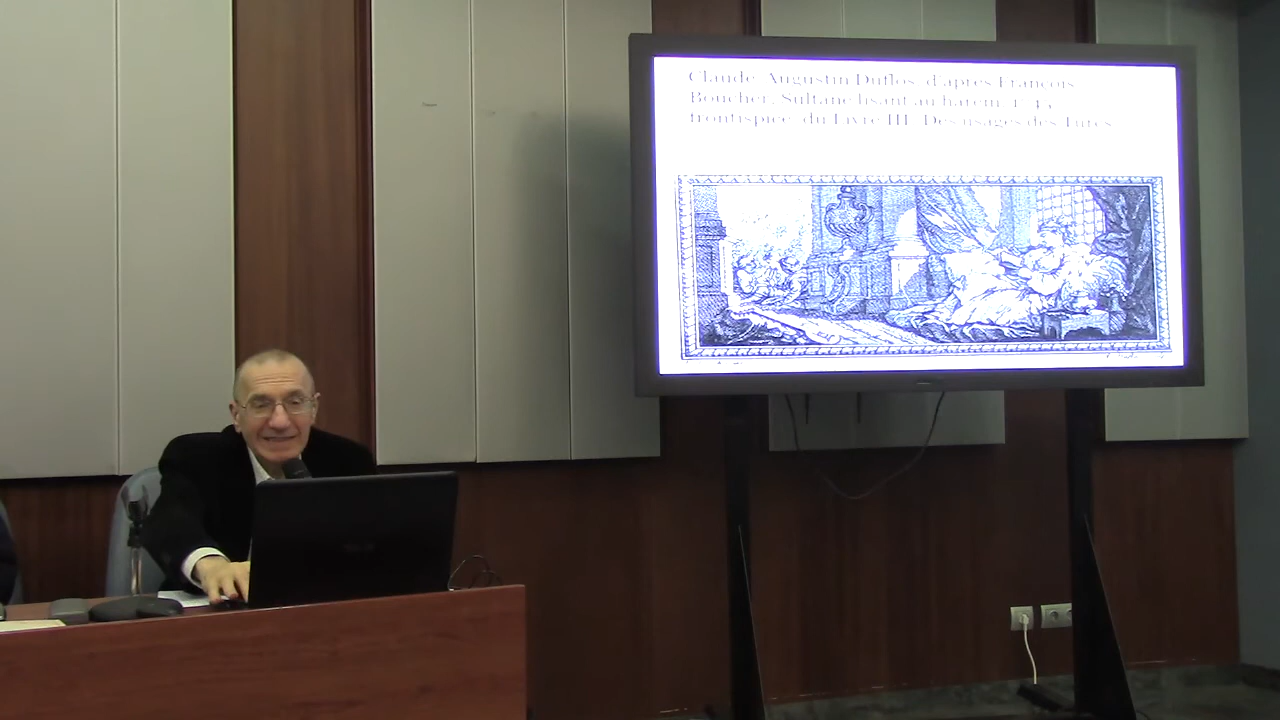 Claude Augustin Duflos, d'après François
Boucher, Sultane lisant au harem,
frontispice du Livre III, Des usages des Turcs